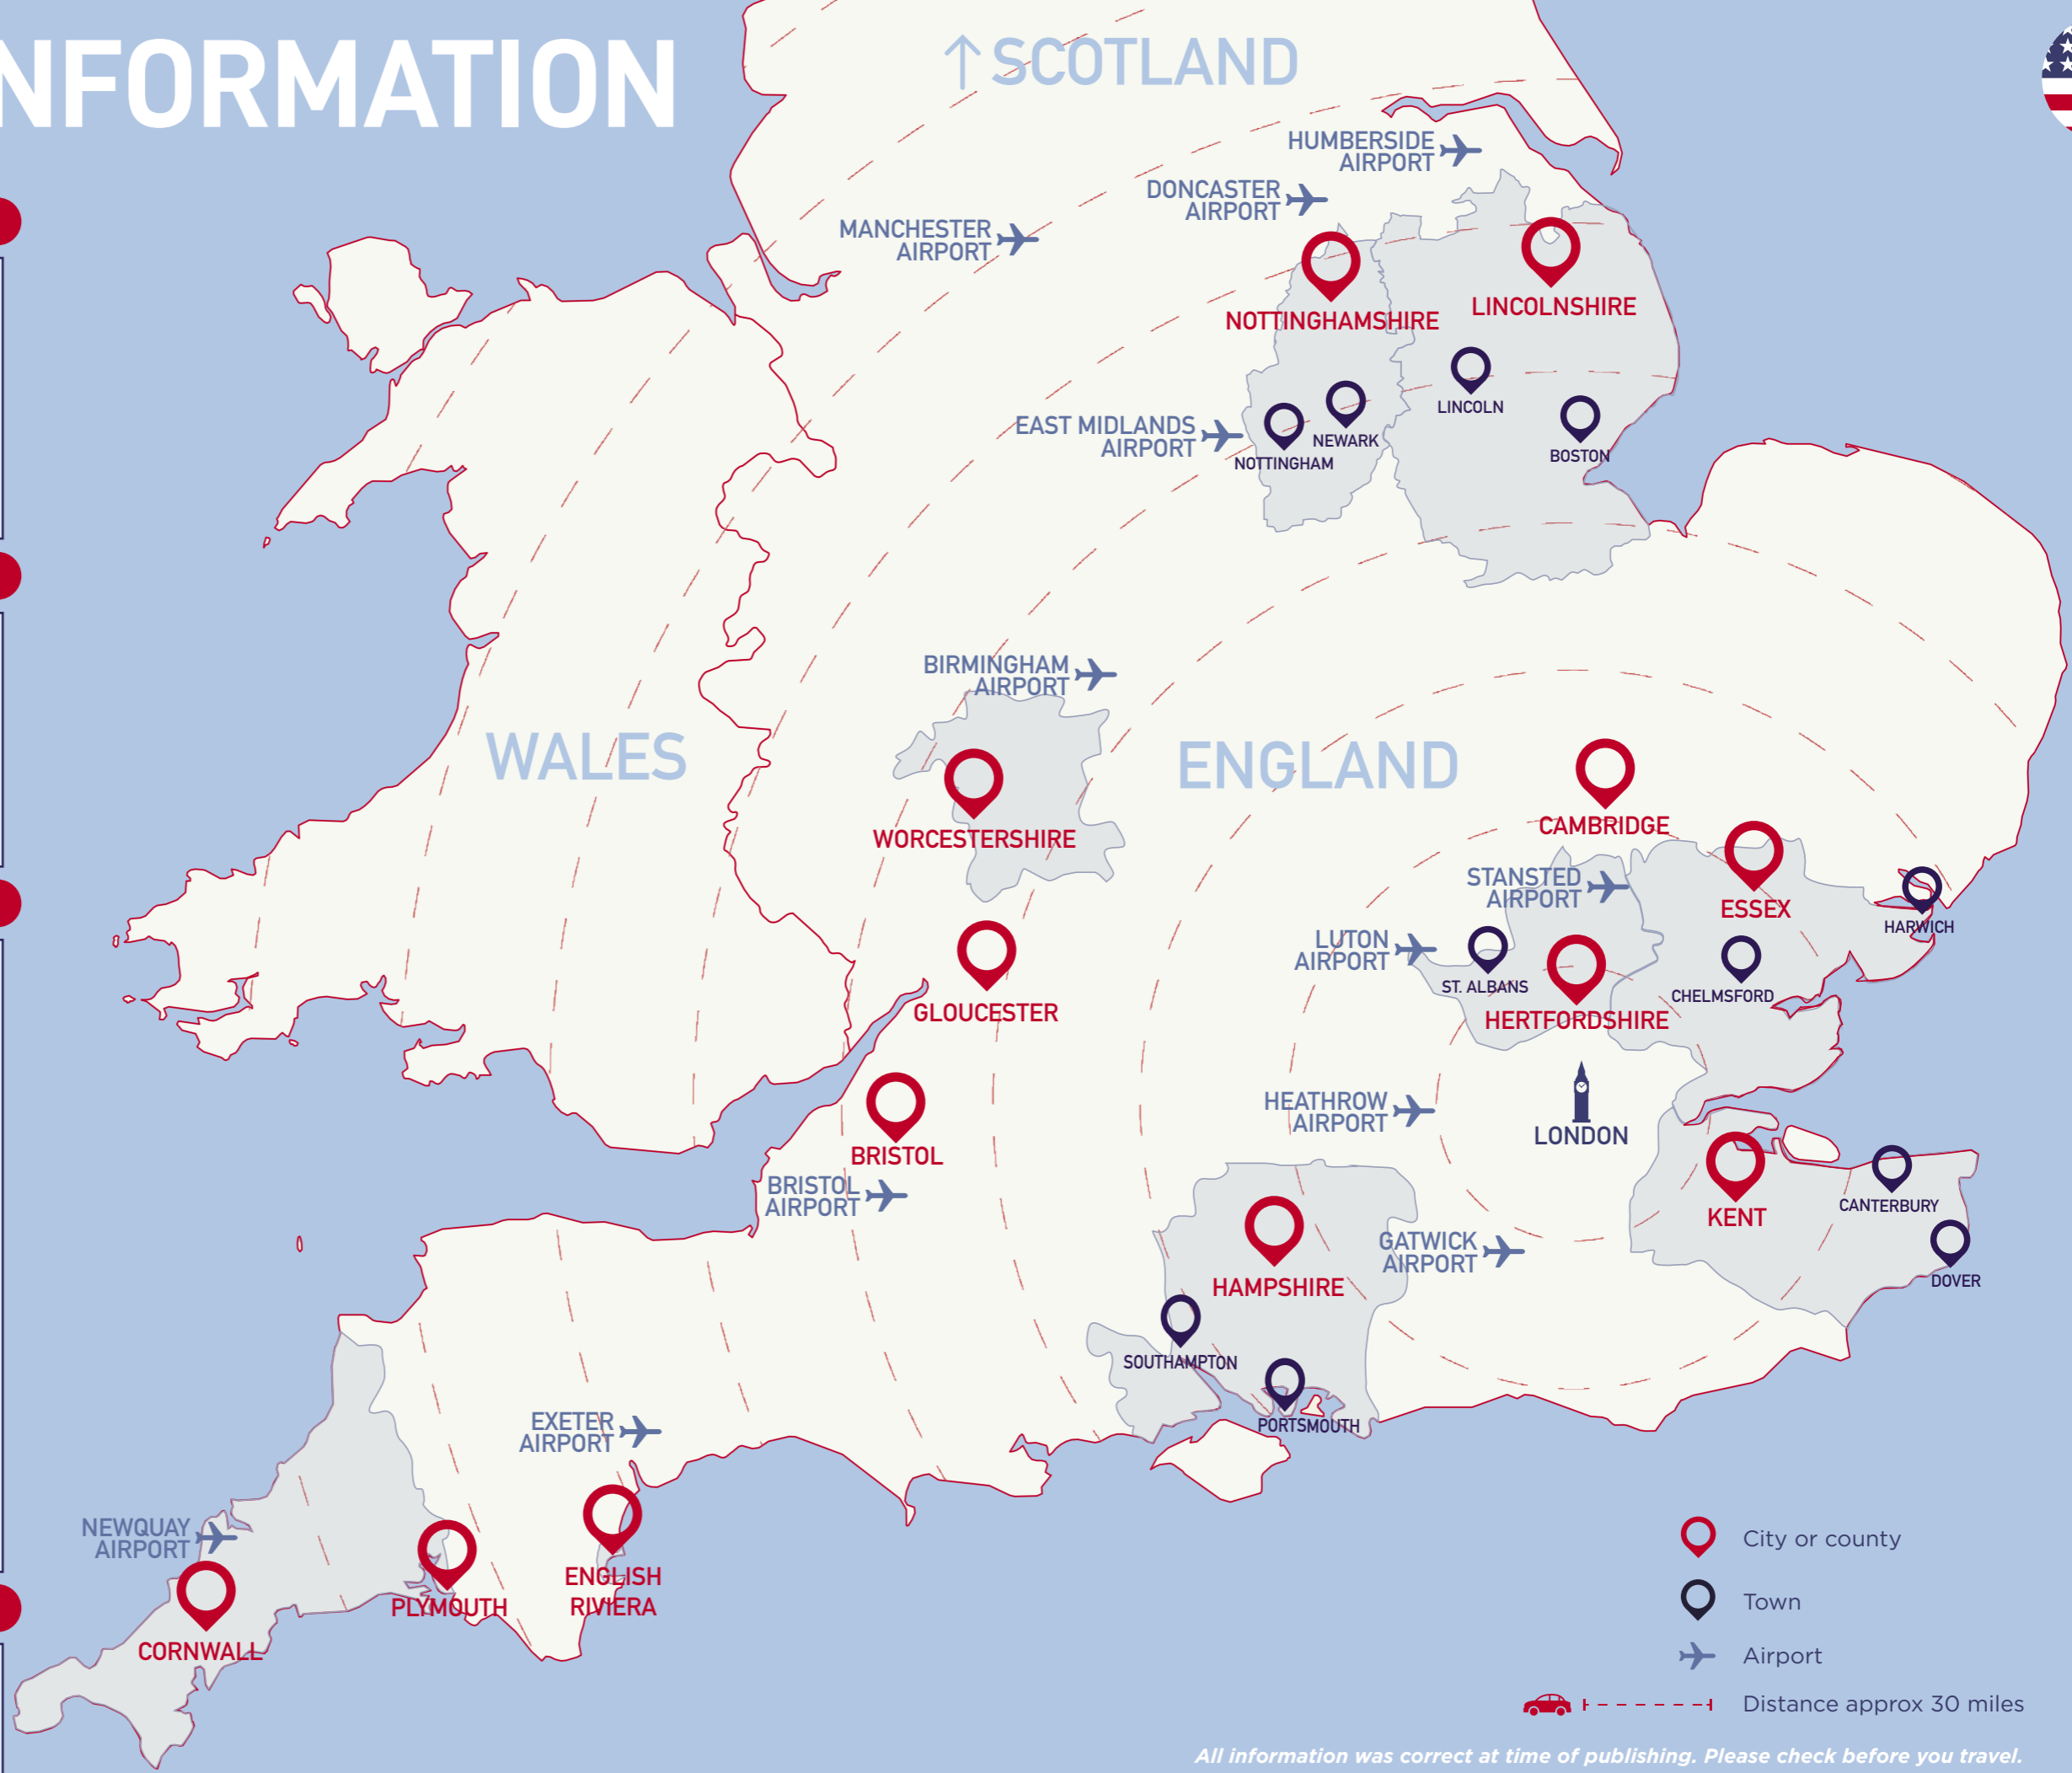 NFORMATION
↑SCOTLAND
HUMBERSIDE
AIRPORT
DONCASTER
AIRPORT
MANCHESTER
AIRPORT
NOTTINGHAMSHIRE
LINCOLNSHIRE
LINCOLN
EAST MIDLANDS
AIRPORT
NEWARK
NOTTINGHAM
BOSTON
BIRMINGHAM
AIRPORT
WALES
ENGLAND
WORCESTERSHIRE
CAMBRIDGE
STANSTED
AIRPORT
ESSEX
HARWICH
LUTON
AIRPORT
ST. ALBANS
CHELMSFORD
GLOUCESTER
HERTFORDSHIRE
HEATHROW
AIRPORT
LONDON
BRISTOL
BRISTOL
AIRPORT
KENT
CANTERBURY
GATWICK
AIRPORT
DOVER
HAMPSHIRE
SOUTHAMPTON
PORTSMOUTH
EXETER
AIRPORT
NEWQUAY
AIRPORT
ENGLISH
RIVIERA
PLYMOUTH
CORNWALL
City or county
Town
Airport
Distance approx 30 miles
All information was correct at time of publishing. Please check before you travel.